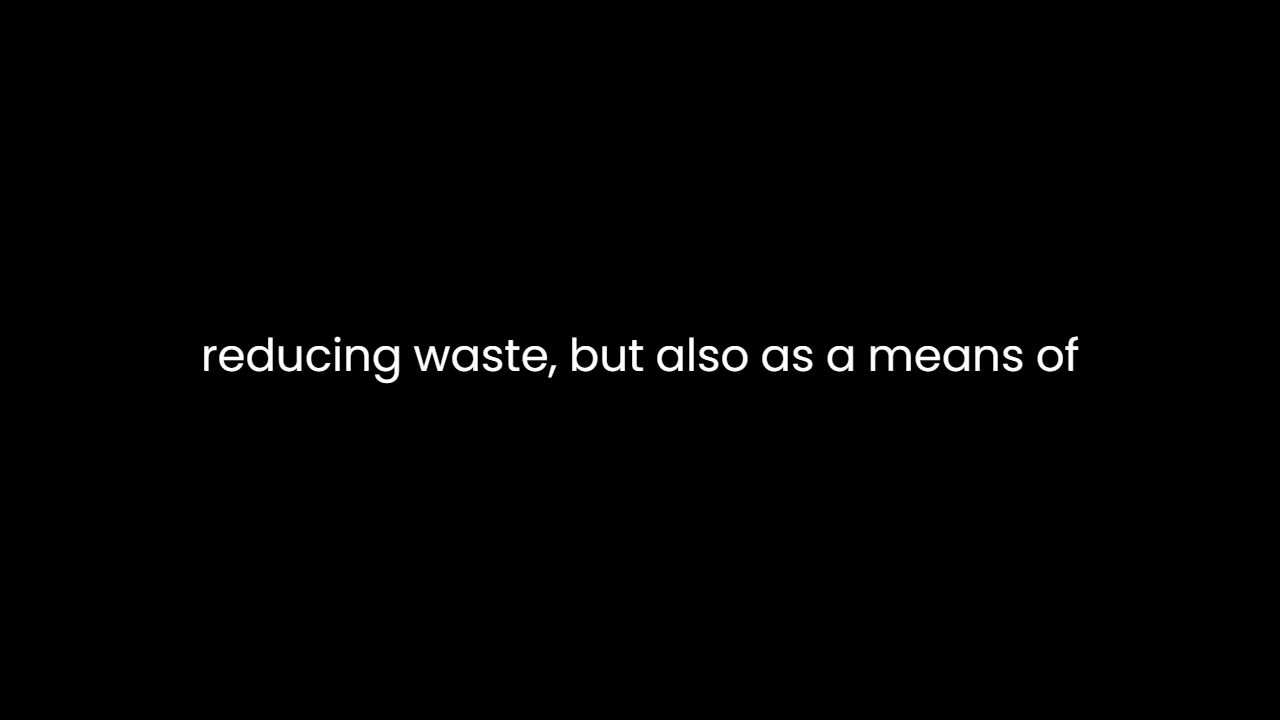 reducing waste, but also as a means of